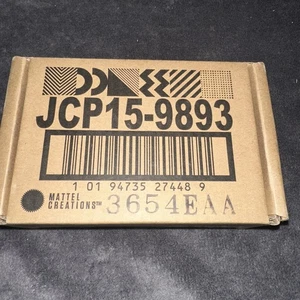 JCP15-9893
1 01 94735 27448 9
MATTEL
CREATIONS™
3654EAA